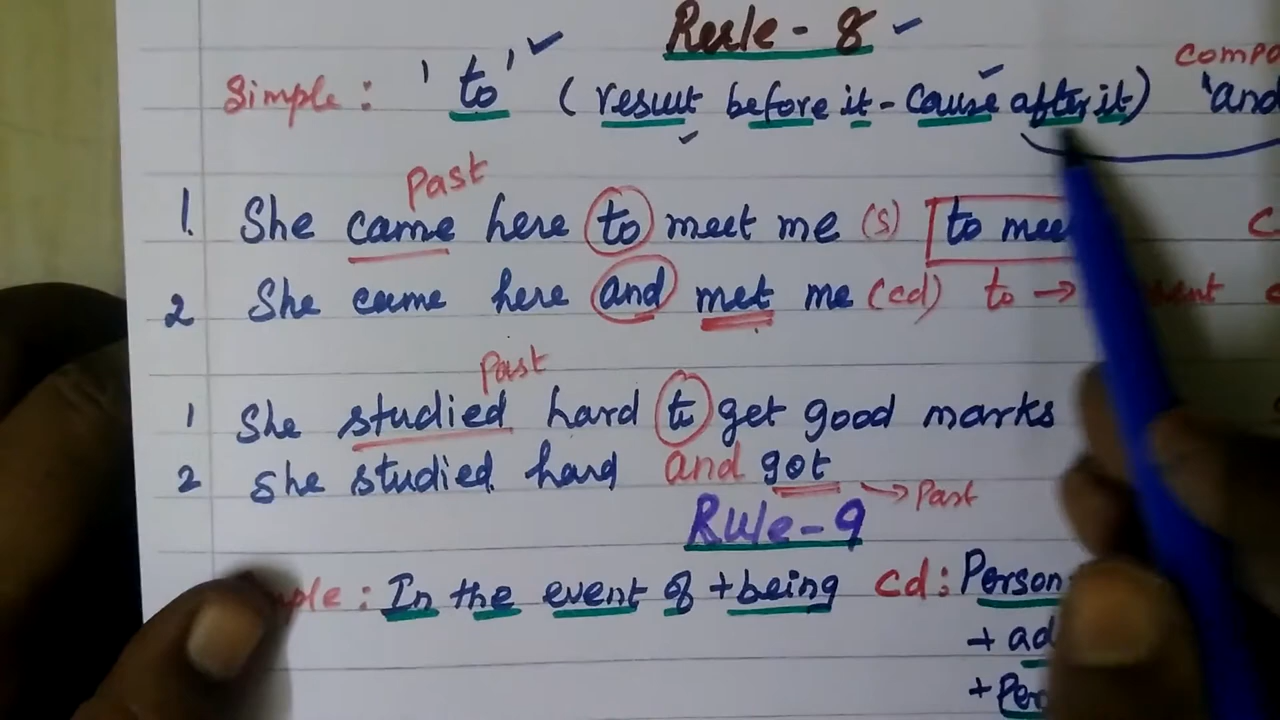 Rule - 8
Simple : 'to' (result before it - cause after it) 'and
Past
1. She came here to meet me (s) to mee
2 She came here and met me (cd) to →
Past
1 She studied hard to get good marks
2 She studied hard and got → Past
Rule - 9
: In the event of + being cd : Person
+ ad
+ Per